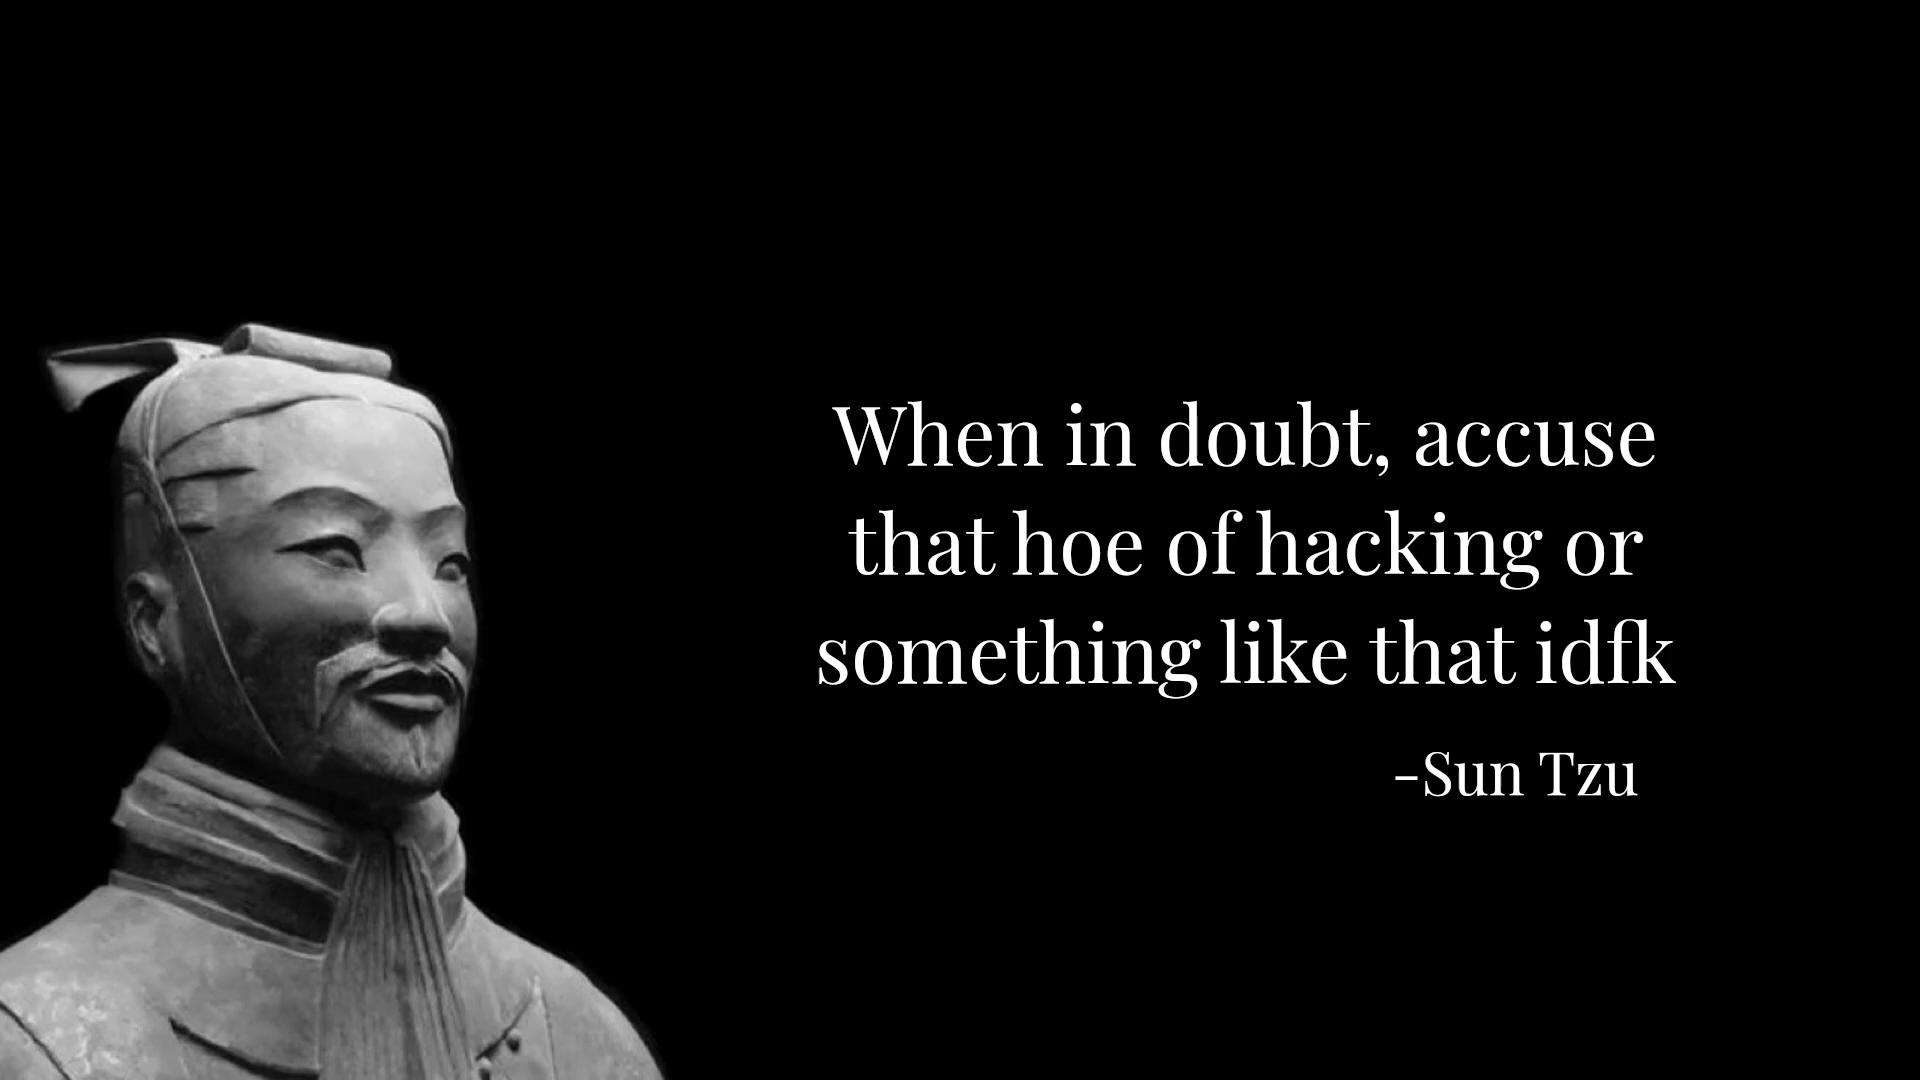 When in doubt, accuse
that hoe of hacking or
something like that idfk
-Sun Tzu